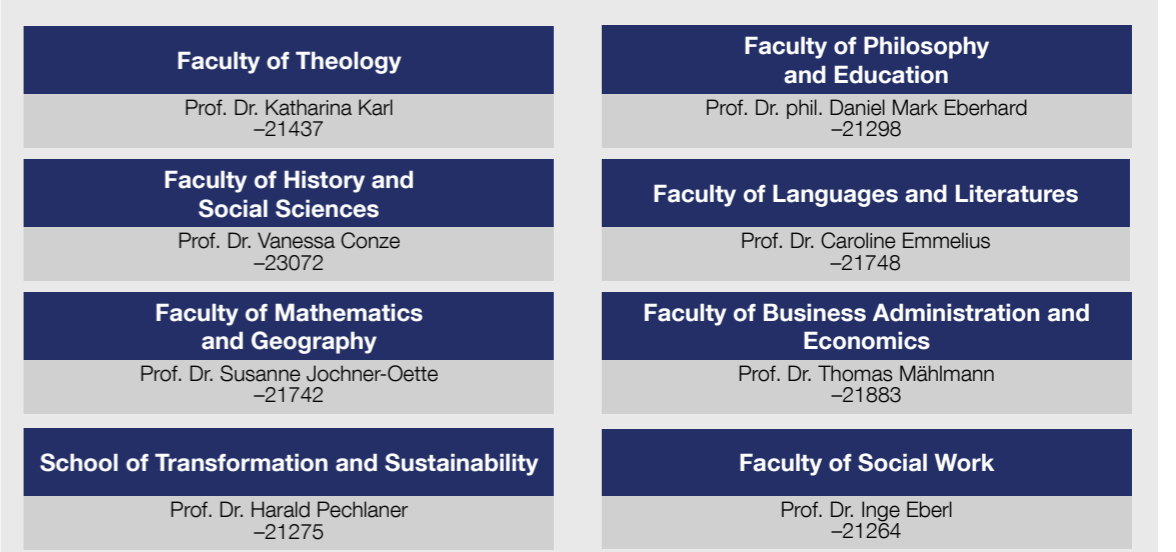 Faculty of Theology
Prof. Dr. Katharina Karl
–21437
Faculty of Philosophy
and Education
Prof. Dr. phil. Daniel Mark Eberhard
–21298
Faculty of History and
Social Sciences
Prof. Dr. Vanessa Conze
–23072
Faculty of Languages and Literatures
Prof. Dr. Caroline Emmelius
–21748
Faculty of Mathematics
and Geography
Prof. Dr. Susanne Jochner-Oette
–21742
Faculty of Business Administration and
Economics
Prof. Dr. Thomas Mählmann
–21883
School of Transformation and Sustainability
Prof. Dr. Harald Pechlaner
–21275
Faculty of Social Work
Prof. Dr. Inge Eberl
–21264